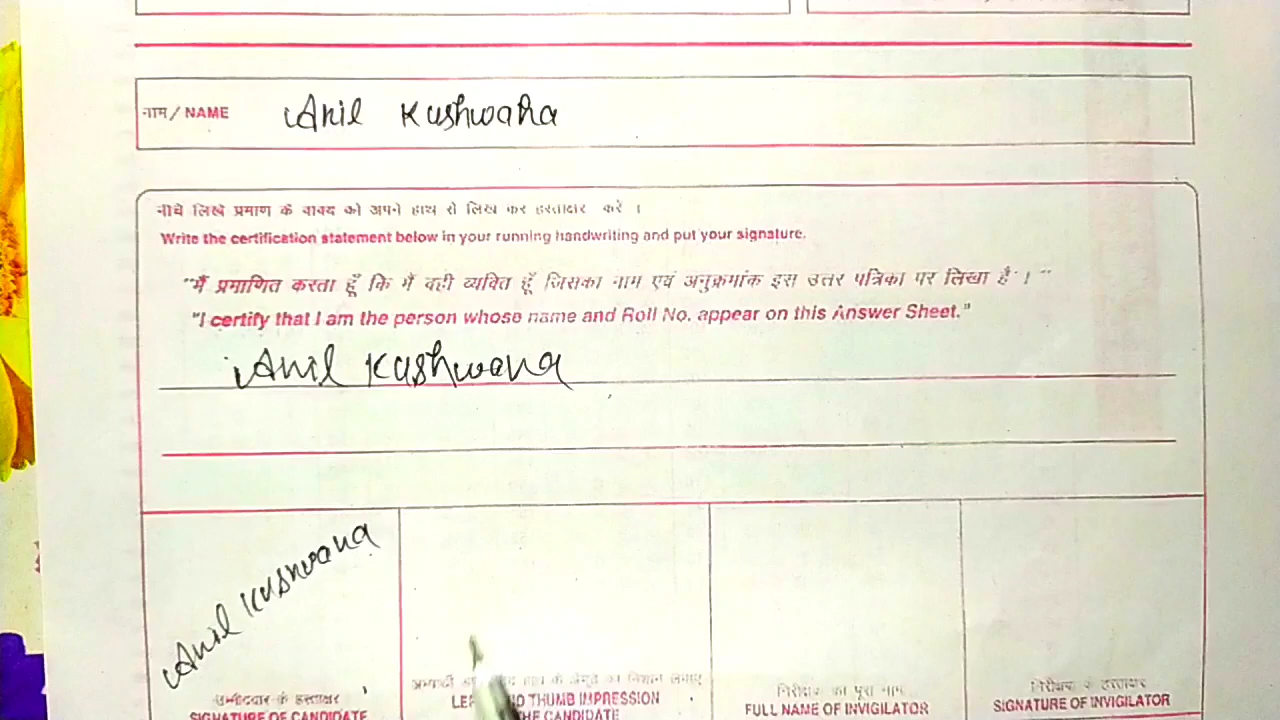 नाम / NAME Anil Kushwaha
नीचे लिखे प्रमाण के वाक्य को अपने हाथ से लिख कर हस्ताक्षर करें ।
Write the certification statement below in your running handwriting and put your signature.
"मैं प्रमाणित करता हूँ कि मैं वही व्यक्ति हूँ जिसका नाम एवं अनुक्रमांक इस उत्तर पत्रिका पर लिखा है ।"
"I certify that I am the person whose name and Roll No. appear on this Answer Sheet."
Anil Kushwaha
Anil Kushwaha
उम्मीदवार के हस्ताक्षर
SIGNATURE OF CANDIDATE
अभ्यर्थी के अंगूठे का निशान लगाए
THUMB IMPRESSION
CANDIDATE
निरीक्षक का पूरा नाम
FULL NAME OF INVIGILATOR
निरीक्षक के हस्ताक्षर
SIGNATURE OF INVIGILATOR